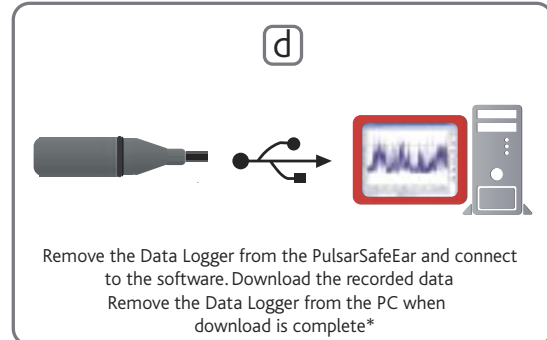 d
Remove the Data Logger from the PulsarSafeEar and connect
to the software. Download the recorded data
Remove the Data Logger from the PC when
download is complete*